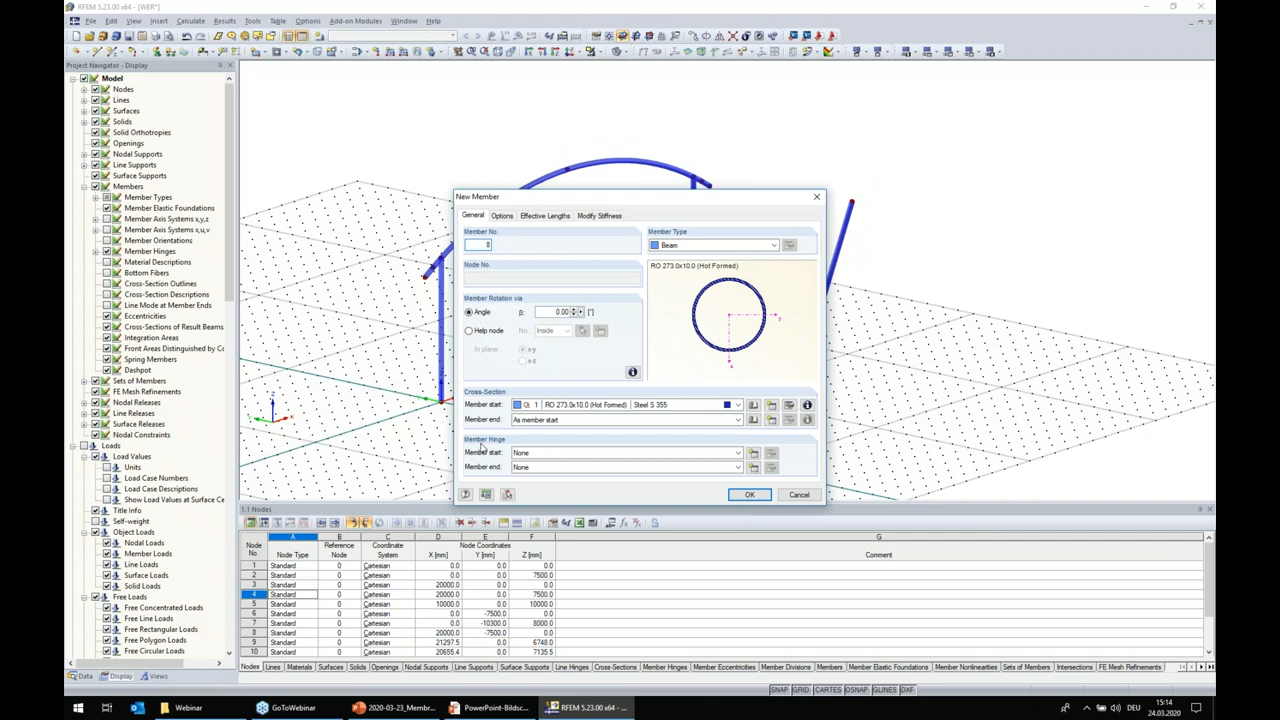 RFEM 5.23.00 x64 - [WER*]
File Edit View Insert Calculate Results Tools Table Options Add-on Modules Window Help
Project Navigator - Display
Model
Nodes
Lines
Surfaces
Solids
Solid Orthotropies
Openings
Nodal Supports
Line Supports
Surface Supports
Members
Member Types
Member Elastic Foundations
Member Axis Systems x,y,z
Member Axis Systems x,u,v
Member Orientations
Member Hinges
Material Descriptions
Bottom Fibers
Cross-Section Outlines
Cross-Section Descriptions
Line Mode at Member Ends
Eccentricities
Cross-Sections of Result Beams
Integration Areas
Front Areas Distinguished by C
Spring Members
Dashpot
Sets of Members
FE Mesh Refinements
Nodal Releases
Line Releases
Surface Releases
Nodal Constraints
Loads
Load Values
Units
Load Case Numbers
Load Case Descriptions
Show Load Values at Surface Ce
Title Info
Self-weight
Object Loads
Nodal Loads
Member Loads
Line Loads
Surface Loads
Solid Loads
Free Loads
Free Concentrated Loads
Free Line Loads
Free Rectangular Loads
Free Polygon Loads
Free Circular Loads
Data Display Views
New Member
General Options Effective Lengths Modify Stiffness
Member No.
8
Member Type
Beam
Node No.
RO 273.0x10.0 (Hot Formed)
Member Rotation via
Angle β: 0.00 [°]
Help node No.: Inside
In plane: x-y
x-z
y
z
Cross-Section
Member start: 1 RO 273.0x10.0 (Hot Formed) Steel S 355
Member end: As member start
Member Hinge
Member start: None
Member end: None
OK Cancel
1.1 Nodes
A B C D E F G
Node No. Node Type Reference Node Coordinate System Node Coordinates X [mm] Y [mm] Z [mm] Comment
1 Standard 0 Cartesian 0.0 0.0 0.0
2 Standard 0 Cartesian 0.0 0.0 7500.0
3 Standard 0 Cartesian 20000.0 0.0 0.0
4 Standard 0 Cartesian 20000.0 0.0 7500.0
5 Standard 0 Cartesian 10000.0 0.0 10000.0
6 Standard 0 Cartesian 0.0 -7500.0 0.0
7 Standard 0 Cartesian 0.0 -10300.0 8000.0
8 Standard 0 Cartesian 20000.0 -7500.0 0.0
9 Standard 0 Cartesian 21297.5 0.0 6748.0
10 Standard 0 Cartesian 20655.4 0.0 7135.5
Nodes Lines Materials Surfaces Solids Openings Nodal Supports Line Supports Surface Supports Line Hinges Cross-Sections Member Hinges Member Eccentricities Member Divisions Members Member Elastic Foundations Member Nonlinearities Sets of Members Intersections FE Mesh Refinements
SNAP GRID CARTES OSNAP GLINES DXF
Webinar GoToWebinar 2020-03-23_Membr... PowerPoint-Bildsc... RFEM 5.23.00 x64 - ... DEU 15:14
24.03.2020